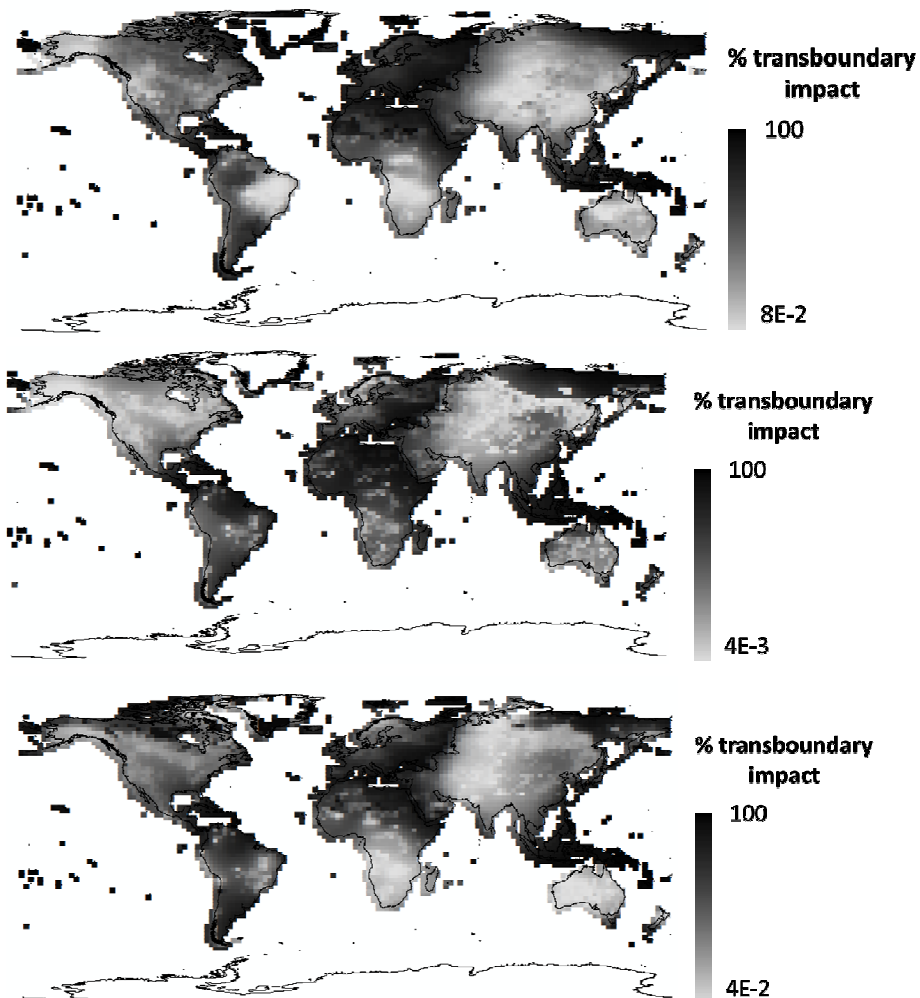 % transboundary
impact
100
8E-2
% transboundary
impact
100
4E-3
% transboundary
impact
100
4E-2